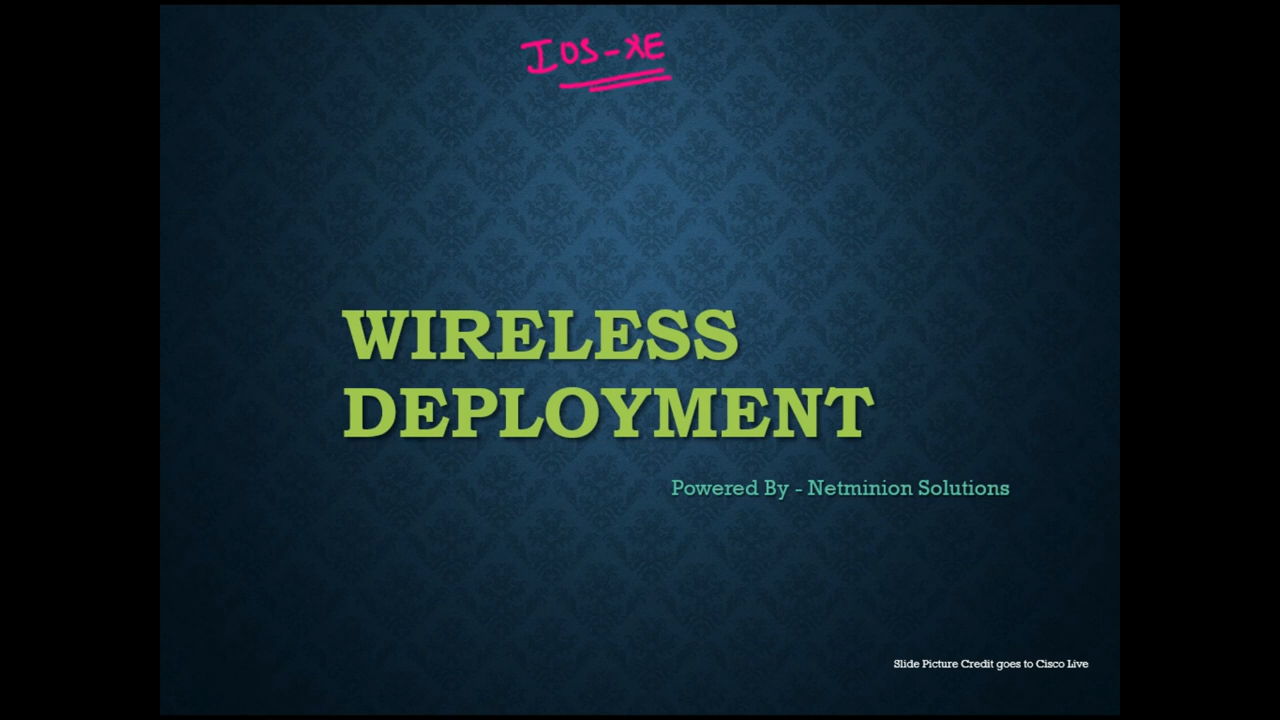 IOS-XE
WIRELESS
DEPLOYMENT
Powered By - Netminion Solutions
Slide Picture Credit goes to Cisco Live